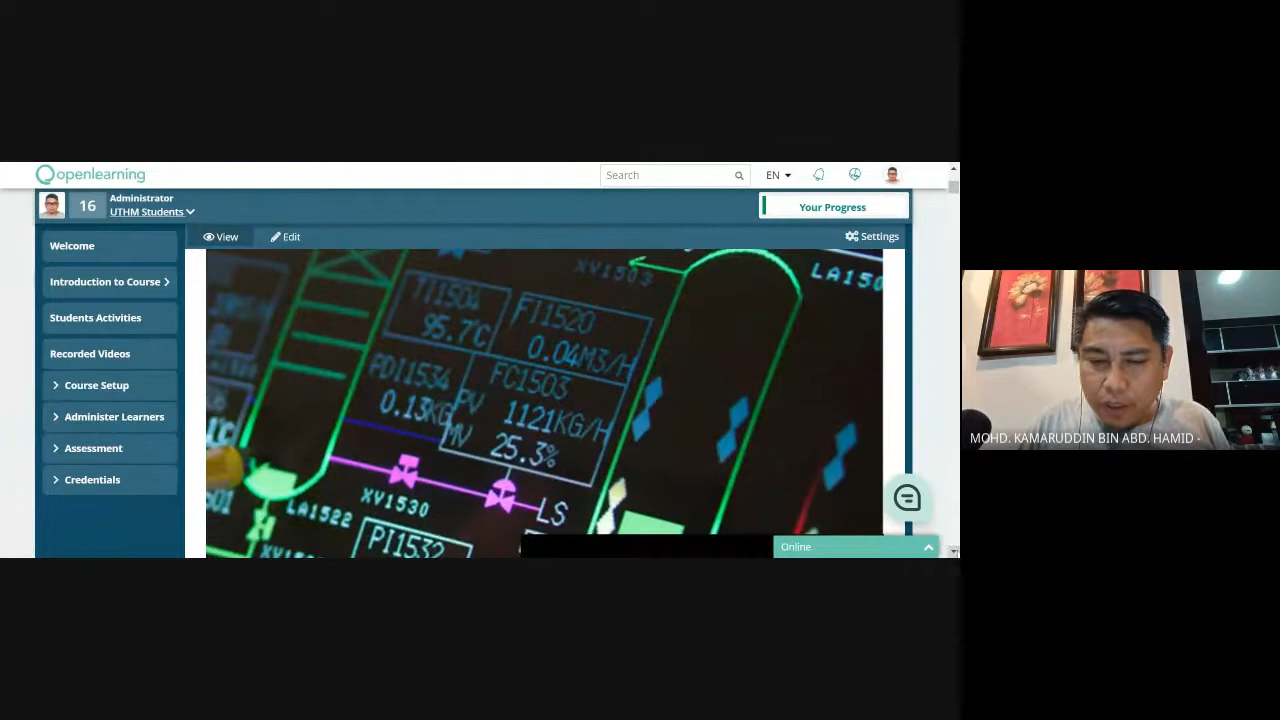 openlearning
Search
EN
16
Administrator
UTHM Students
Your Progress
Welcome
Introduction to Course
Students Activities
Recorded Videos
Course Setup
Administer Learners
Assessment
Credentials
View
Edit
Settings
XV1503
LA150
TI1504
95.7°C
FI1520
0.04M3/H
PDI1534
0.13KG
FC1503
PV 1121KG/H
MV 25.3%
XV1530
LS
LA1522
PI1532
Online
MOHD. KAMARUDDIN BIN ABD. HAMID -